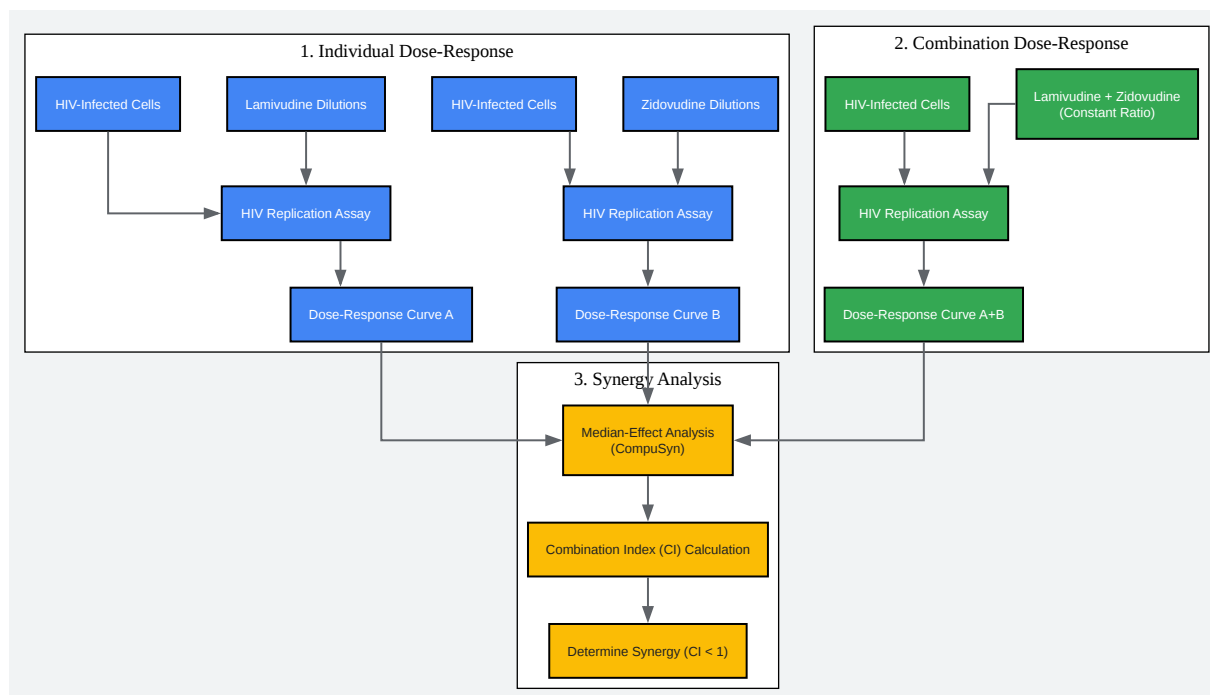 1. Individual Dose-Response
HIV-Infected Cells
Lamivudine Dilutions
HIV-Infected Cells
Zidovudine Dilutions
HIV Replication Assay
HIV Replication Assay
Dose-Response Curve A
Dose-Response Curve B
2. Combination Dose-Response
HIV-Infected Cells
Lamivudine + Zidovudine
(Constant Ratio)
HIV Replication Assay
Dose-Response Curve A+B
3. Synergy Analysis
Median-Effect Analysis
(CompuSyn)
Combination Index (CI) Calculation
Determine Synergy (CI < 1)